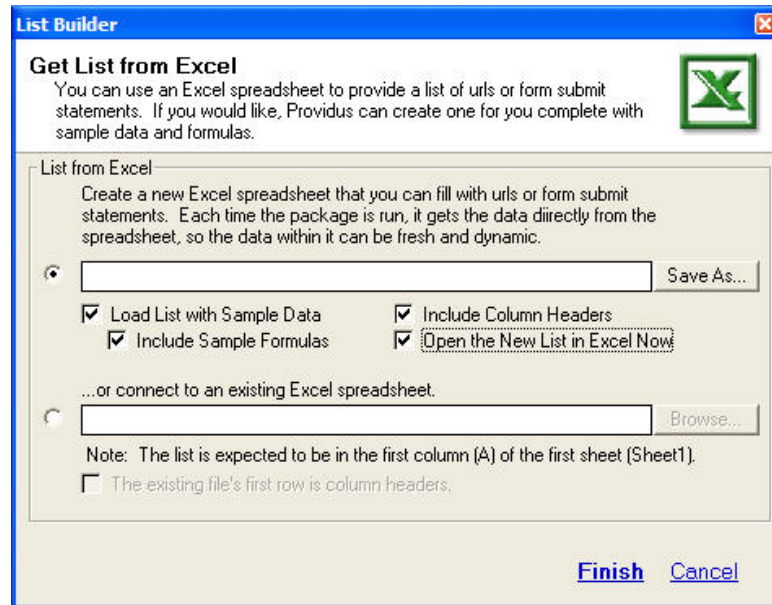 List Builder
Get List from Excel
You can use an Excel spreadsheet to provide a list of urls or form submit
statements. If you would like, Providus can create one for you complete with
sample data and formulas.
List from Excel
Create a new Excel spreadsheet that you can fill with urls or form submit
statements. Each time the package is run, it gets the data diirectly from the
spreadsheet, so the data within it can be fresh and dynamic.
Save As...
Load List with Sample Data
Include Column Headers
Include Sample Formulas
Open the New List in Excel Now
...or connect to an existing Excel spreadsheet.
Browse...
Note: The list is expected to be in the first column (A) of the first sheet (Sheet1).
The existing file's first row is column headers.
Finish Cancel